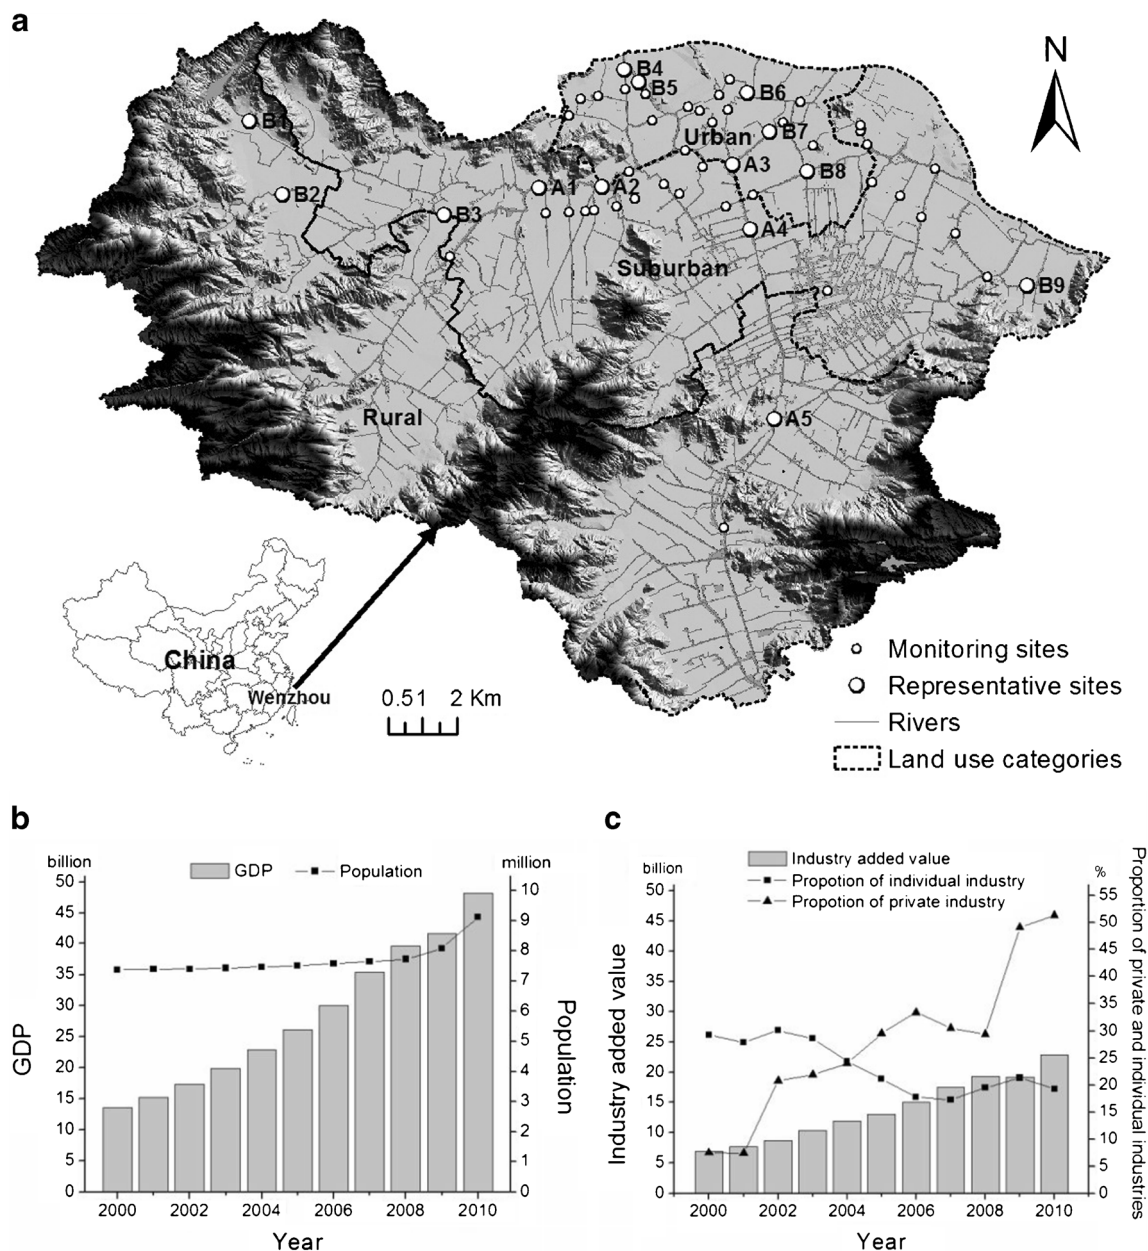 a
N
B4
B5
B6
B1
B7
Urban
A3
B8
A1
A2
B2
B3
A4
Suburban
B9
Rural
A5
China
Wenzhou
0.51 2 Km
Monitoring sites
Representative sites
Rivers
Land use categories
b
billion
million
GDP
Population
50
45
40
35
30
25
20
15
10
5
0
GDP
10
9
8
7
6
5
4
3
2
1
0
Population
2000 2002 2004 2006 2008 2010
Year
c
billion
%
Industry added value
Propotion of individual industry
Propotion of private industry
50
45
40
35
30
25
20
15
10
5
0
Industry added value
55
50
45
40
35
30
25
20
15
10
5
0
Proportion of private and individual industries
2000 2002 2004 2006 2008 2010
Year